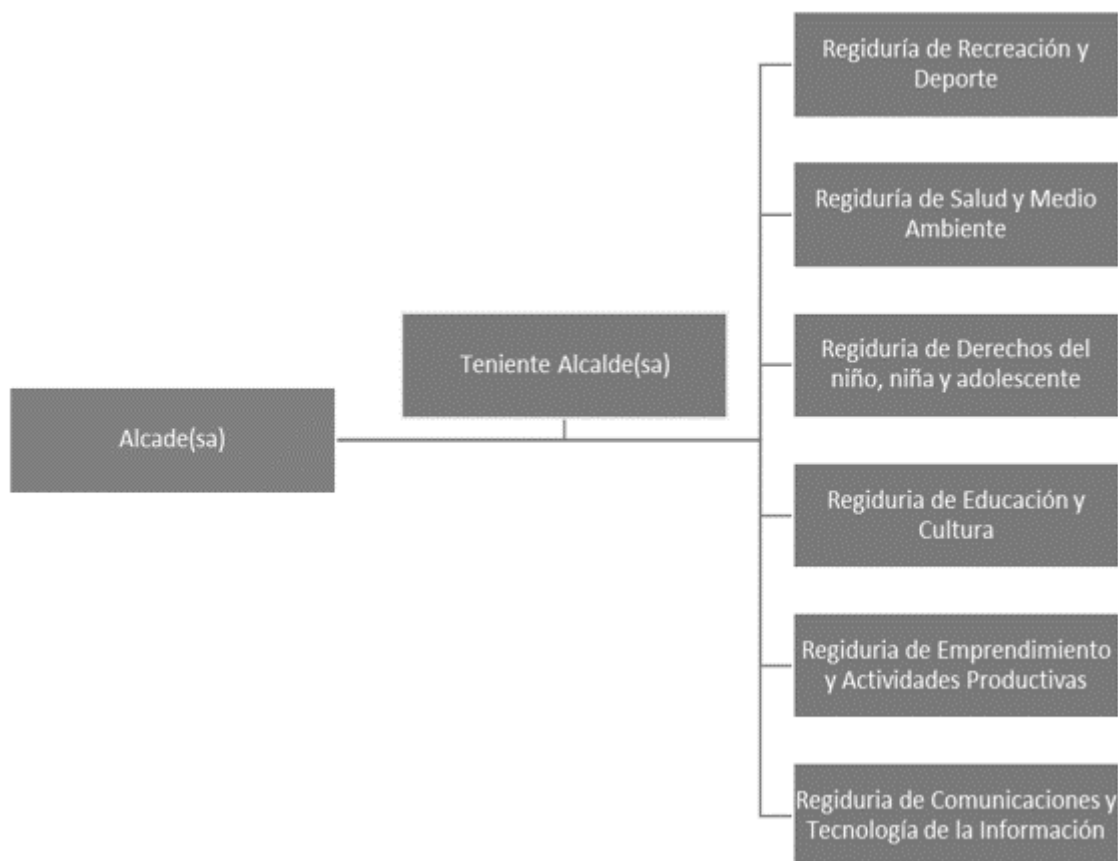 Alcade(sa)
Teniente Alcalde(sa)
Regiduría de Recreación y
Deporte
Regiduría de Salud y Medio
Ambiente
Regiduria de Derechos del
niño, niña y adolescente
Regiduria de Educación y
Cultura
Regiduria de Emprendimiento
y Actividades Productivas
Regiduria de Comunicaciones y
Tecnología de la Información